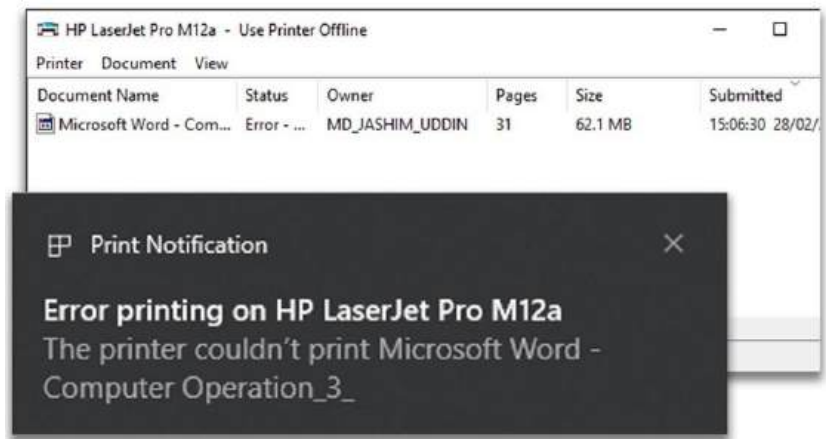 HP LaserJet Pro M12a - Use Printer Offline
Printer Document View
Document Name Status Owner Pages Size Submitted
Microsoft Word - Com... Error - ... MD_JASHIM_UDDIN 31 62.1 MB 15:06:30 28/02/
Print Notification
Error printing on HP LaserJet Pro M12a
The printer couldn't print Microsoft Word -
Computer Operation_3_